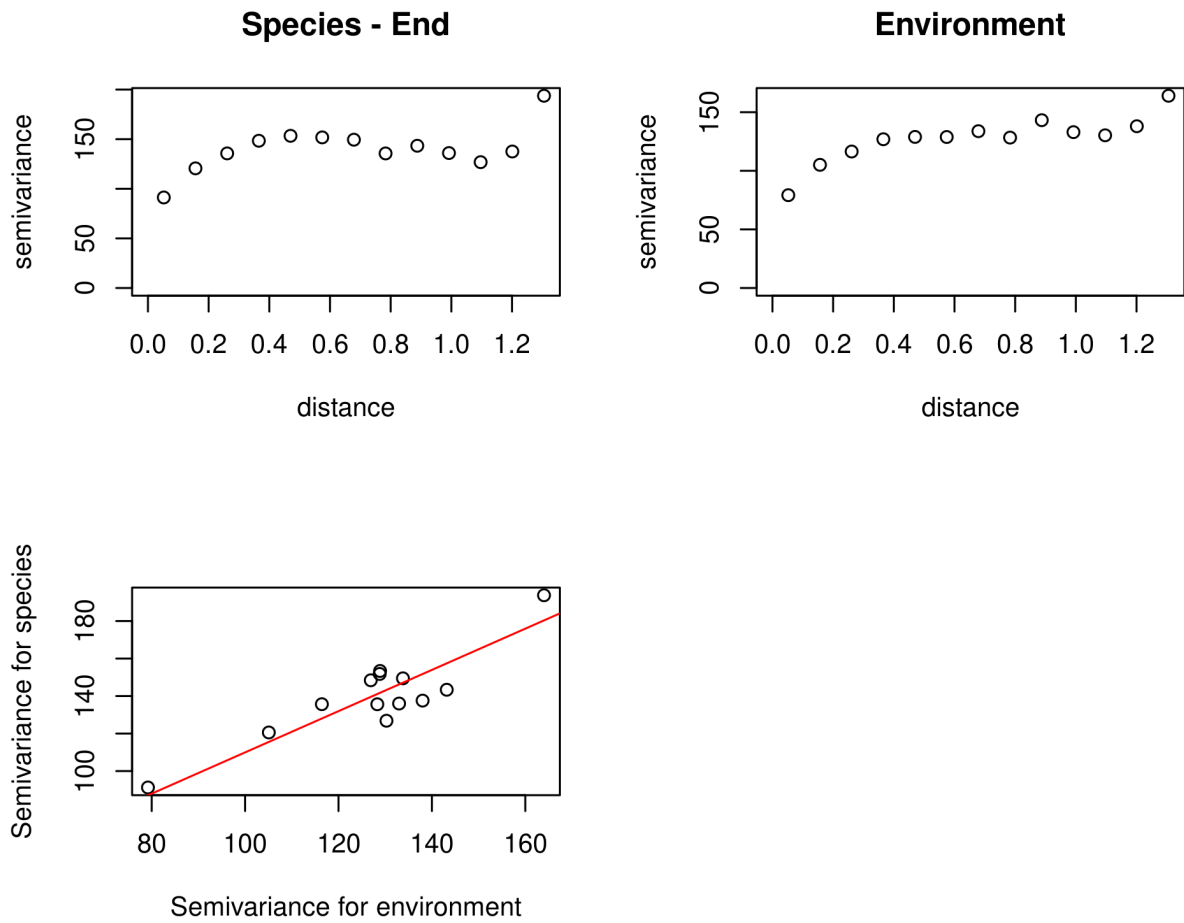 Species - End
semivariance
0 50 150
0.0 0.2 0.4 0.6 0.8 1.0 1.2
distance
Environment
semivariance
0 50 150
0.0 0.2 0.4 0.6 0.8 1.0 1.2
distance
Semivariance for species
100 140 180
80 100 120 140 160
Semivariance for environment